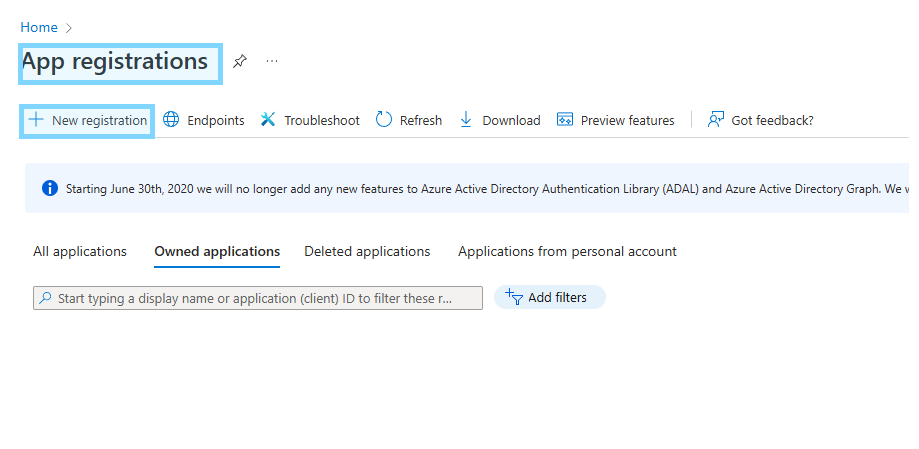 Home
App registrations
New registration Endpoints Troubleshoot Refresh Download Preview features Got feedback?
Starting June 30th, 2020 we will no longer add any new features to Azure Active Directory Authentication Library (ADAL) and Azure Active Directory Graph. We w
All applications Owned applications Deleted applications Applications from personal account
Start typing a display name or application (client) ID to filter these r... Add filters